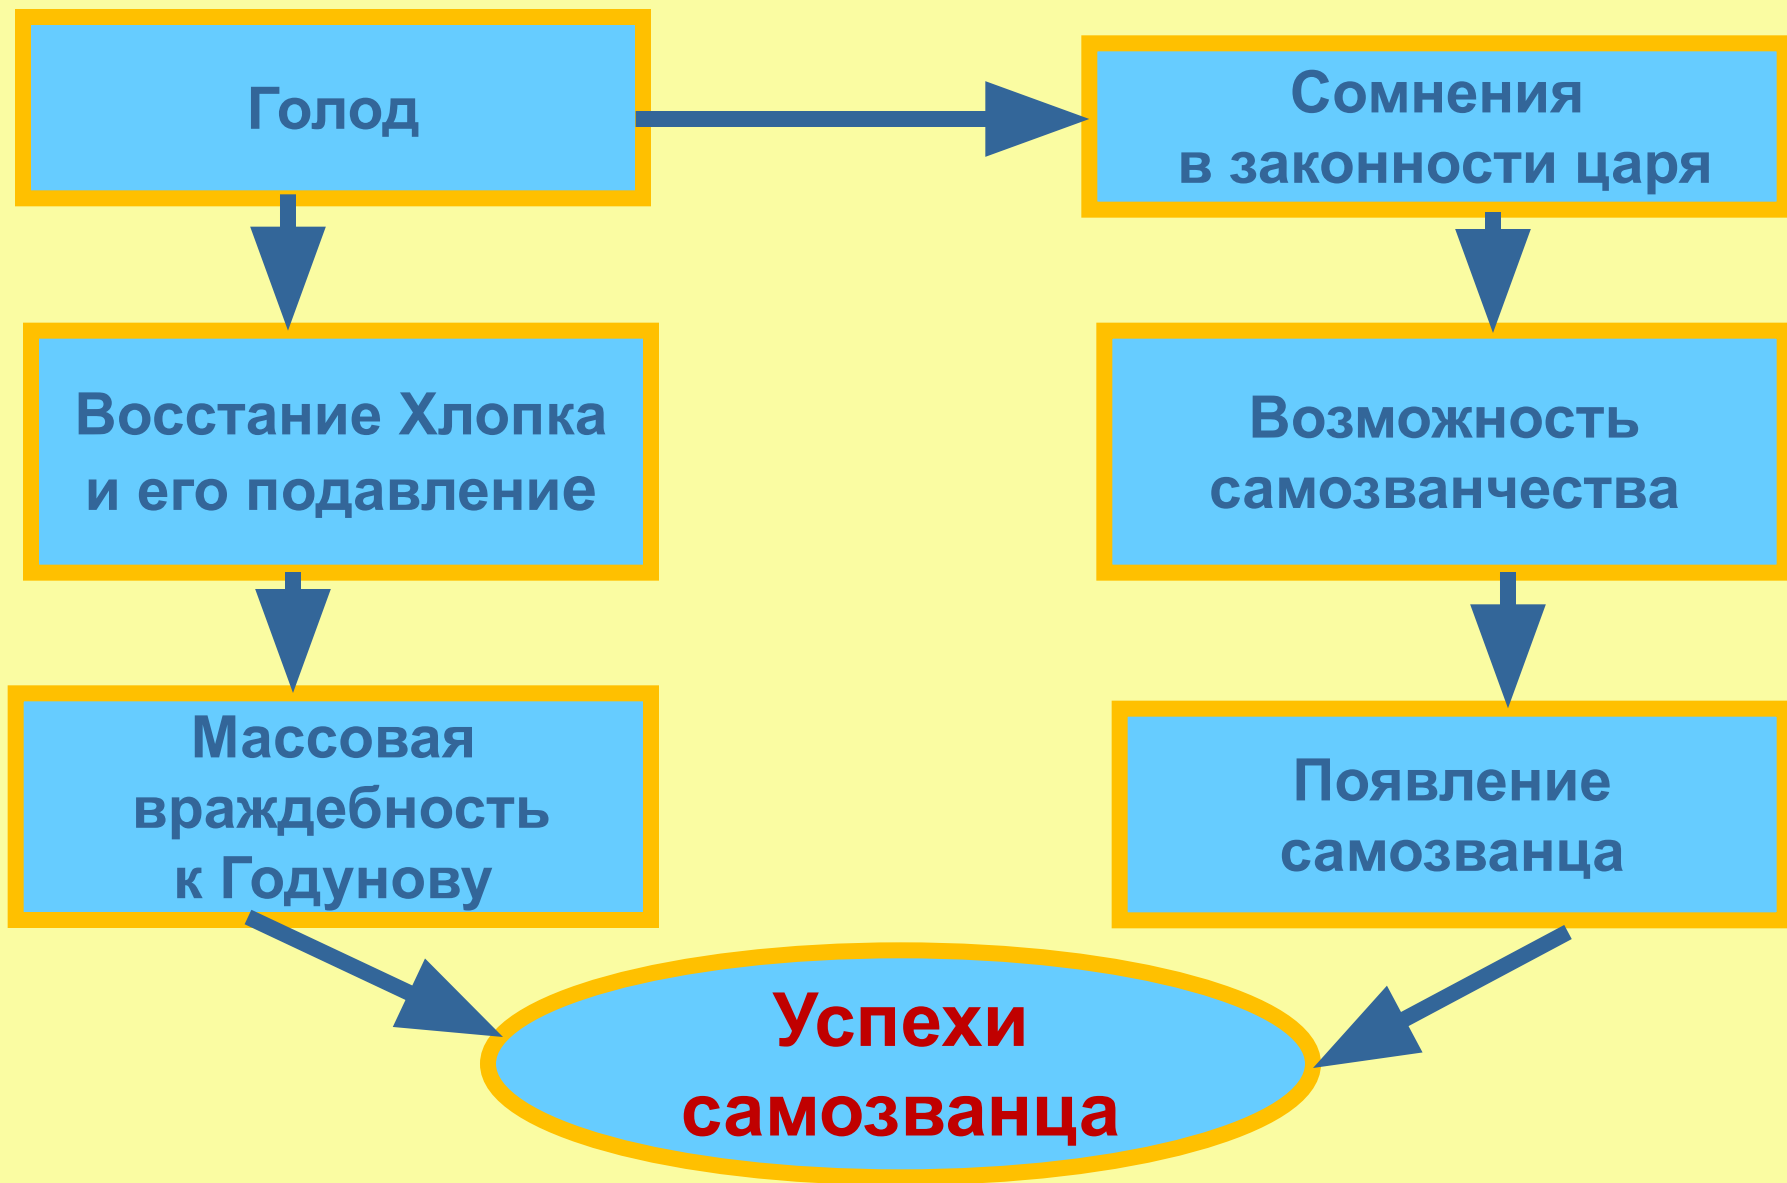 Голод
Сомнения
в законности царя
Восстание Хлопка
и его подавление
Возможность
самозванчества
Массовая
враждебность
к Годунову
Появление
самозванца
Успехи
самозванца